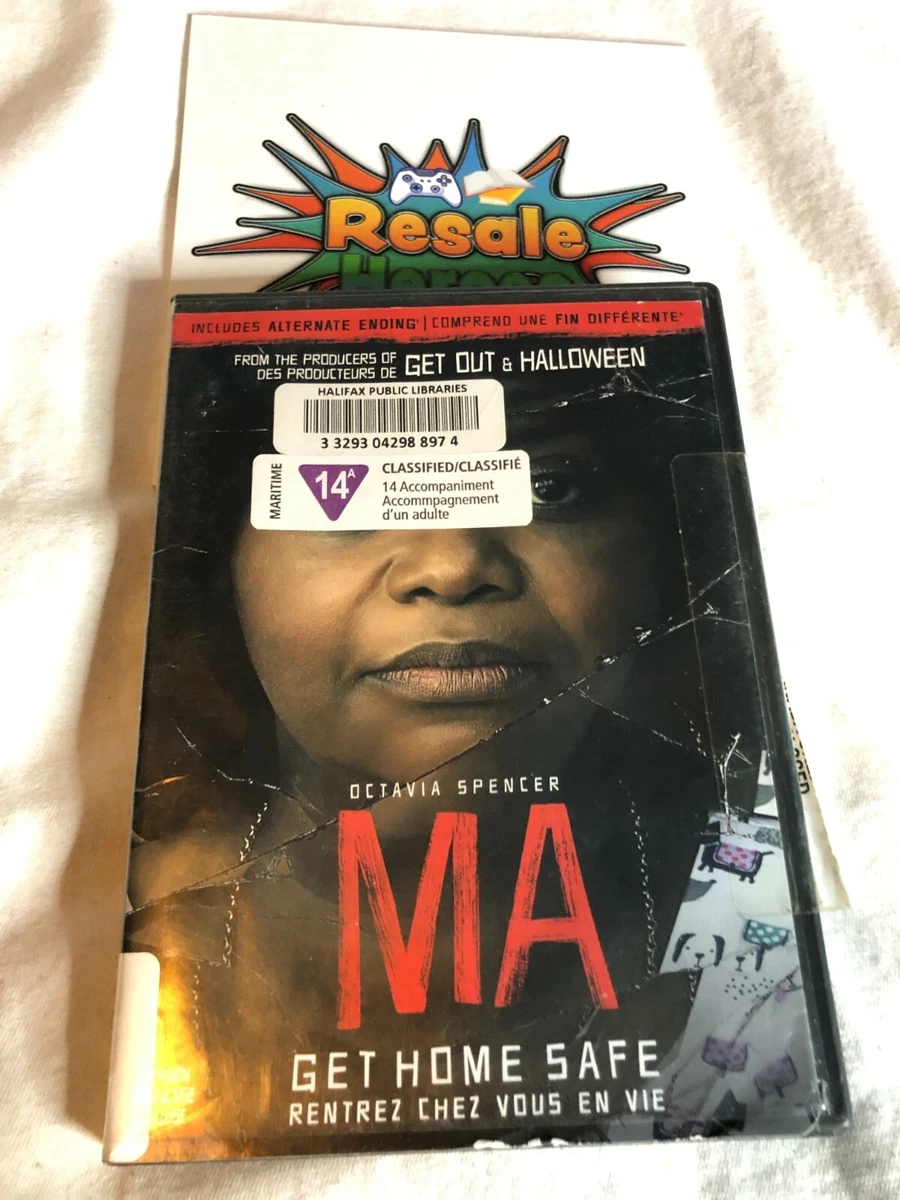 Resale
Heroes
INCLUDES ALTERNATE ENDING¹ | COMPREND UNE FIN DIFFÉRENTE¹
FROM THE PRODUCERS OF
DES PRODUCTEURS DE
GET OUT & HALLOWEEN
HALIFAX PUBLIC LIBRARIES
3 3293 04298 897 4
MARITIME
14A
CLASSIFIED/CLASSIFIÉ
14 Accompaniment
Accommpagnement
d'un adulte
OCTAVIA SPENCER
MA
GET HOME SAFE
RENTREZ CHEZ VOUS EN VIE